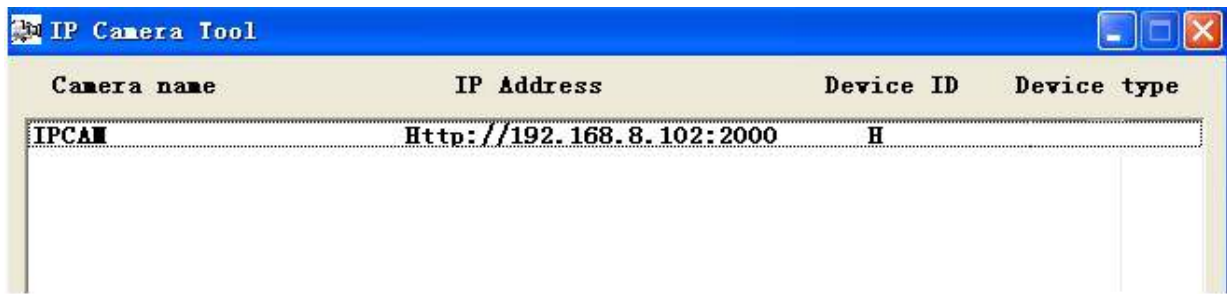 IP Camera Tool
Camera name IP Address Device ID Device type
IPCAM Http://192.168.8.102:2000 H